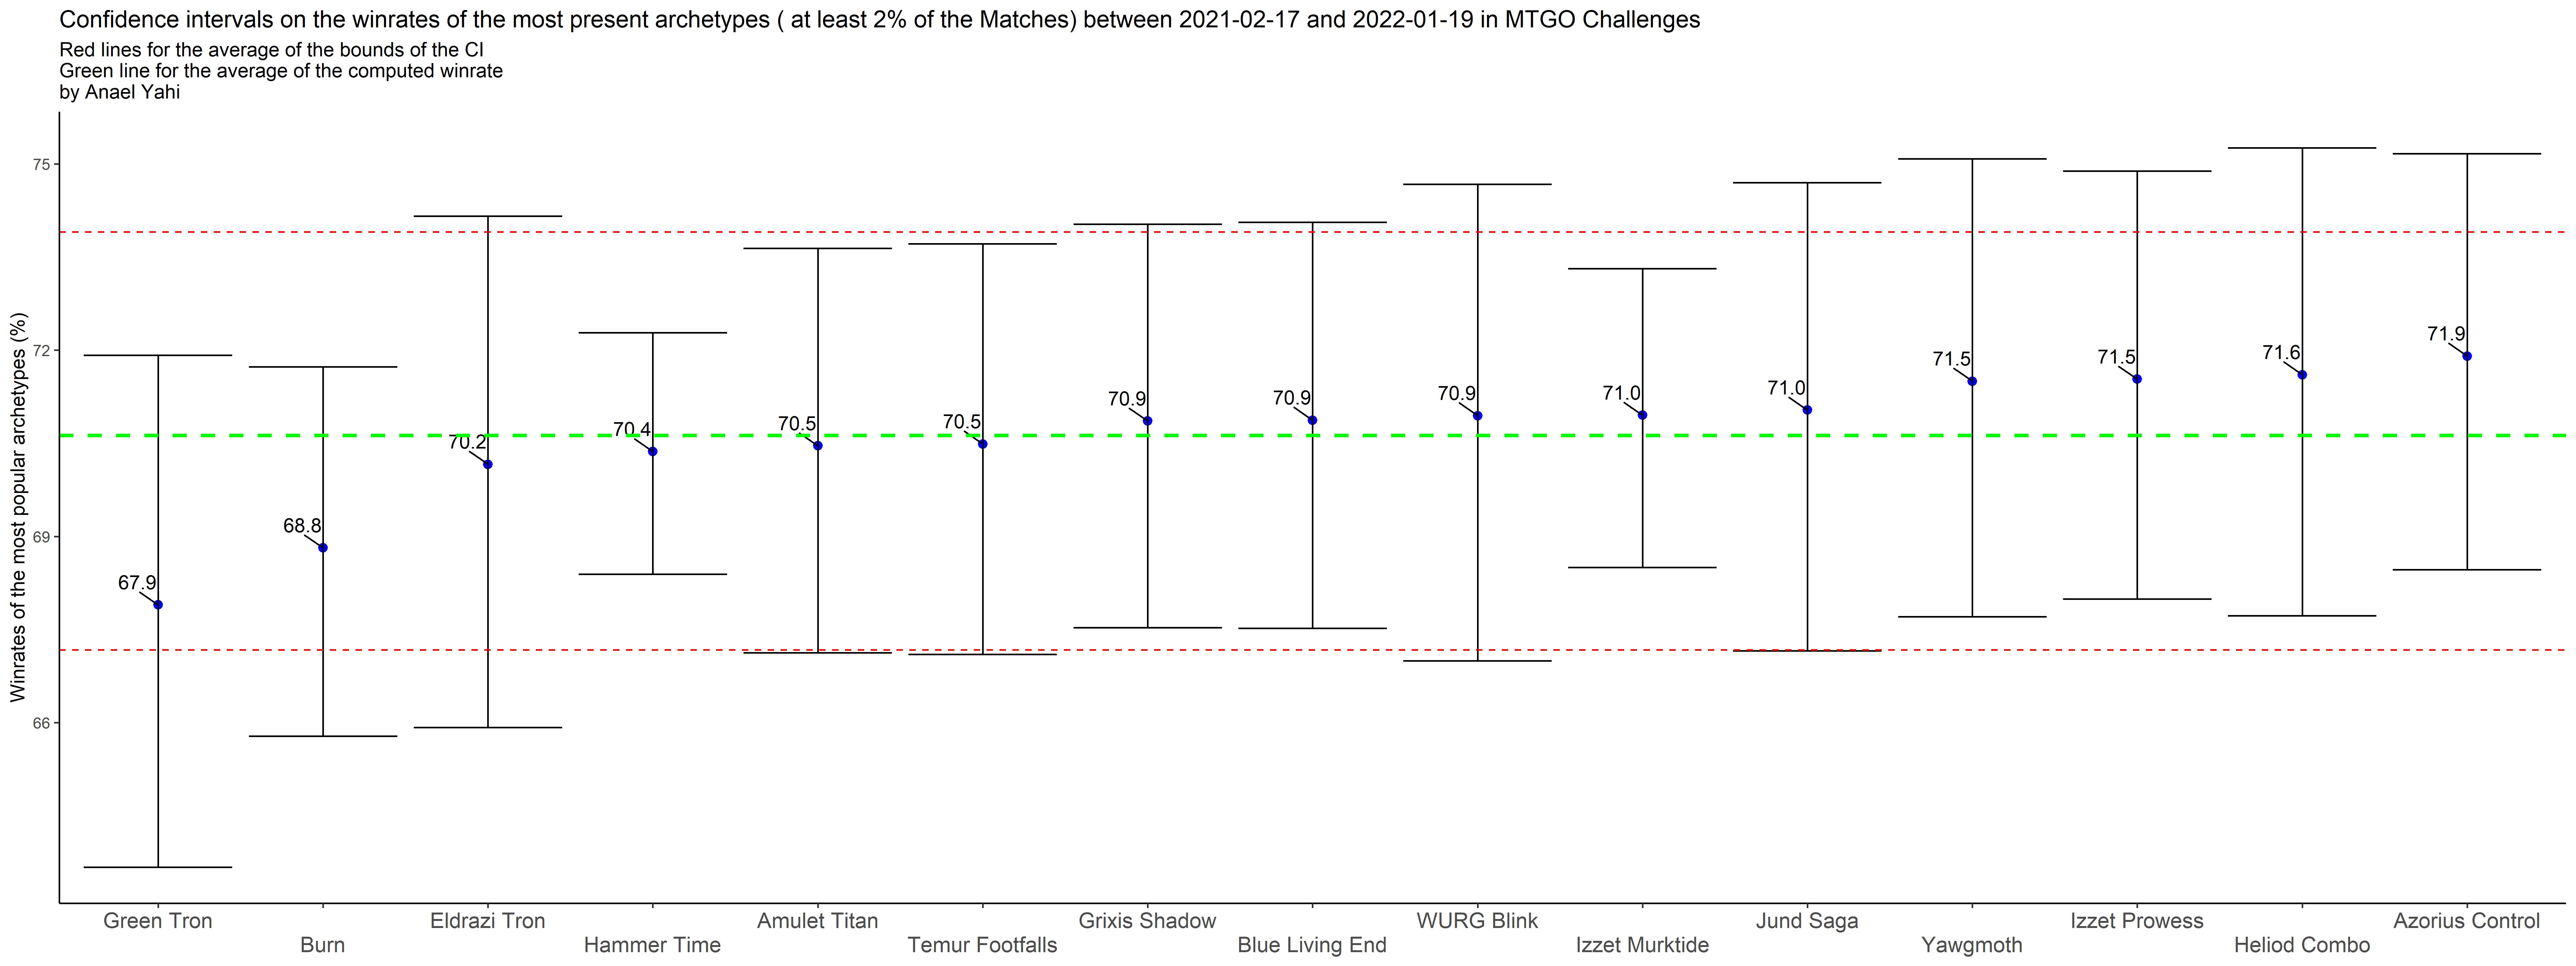 Confidence intervals on the winrates of the most present archetypes ( at least 2% of the Matches) between 2021-02-17 and 2022-01-19 in MTGO Challenges
Red lines for the average of the bounds of the CI
Green line for the average of the computed winrate
by Anael Yahi
Winrates of the most popular archetypes (%)
75
72
69
66
67.9
68.8
70.2
70.4
70.5
70.5
70.9
70.9
70.9
71.0
71.0
71.5
71.5
71.6
71.9
Green Tron
Burn
Eldrazi Tron
Hammer Time
Amulet Titan
Temur Footfalls
Grixis Shadow
Blue Living End
WURG Blink
Izzet Murktide
Jund Saga
Yawgmoth
Izzet Prowess
Heliod Combo
Azorius Control